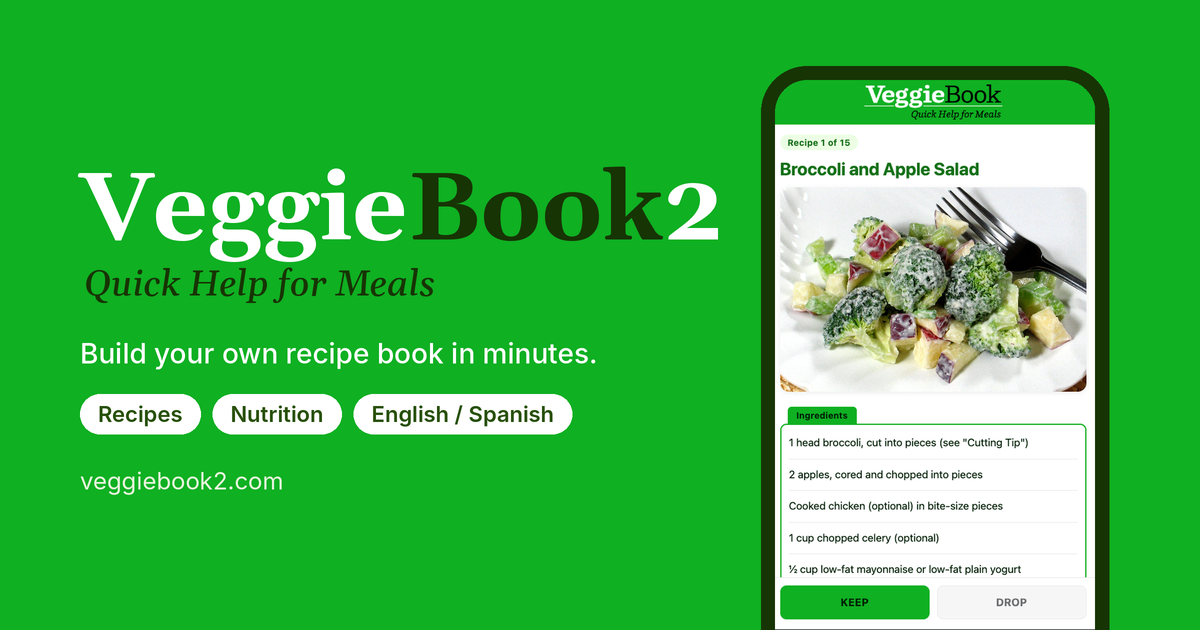 VeggieBook2
Quick Help for Meals
Build your own recipe book in minutes.
Recipes
Nutrition
English / Spanish
veggiebook2.com
VeggieBook
Quick Help for Meals
Recipe 1 of 15
Broccoli and Apple Salad
Ingredients
1 head broccoli, cut into pieces (see "Cutting Tip")
2 apples, cored and chopped into pieces
Cooked chicken (optional) in bite-size pieces
1 cup chopped celery (optional)
½ cup low-fat mayonnaise or low-fat plain yogurt
KEEP
DROP